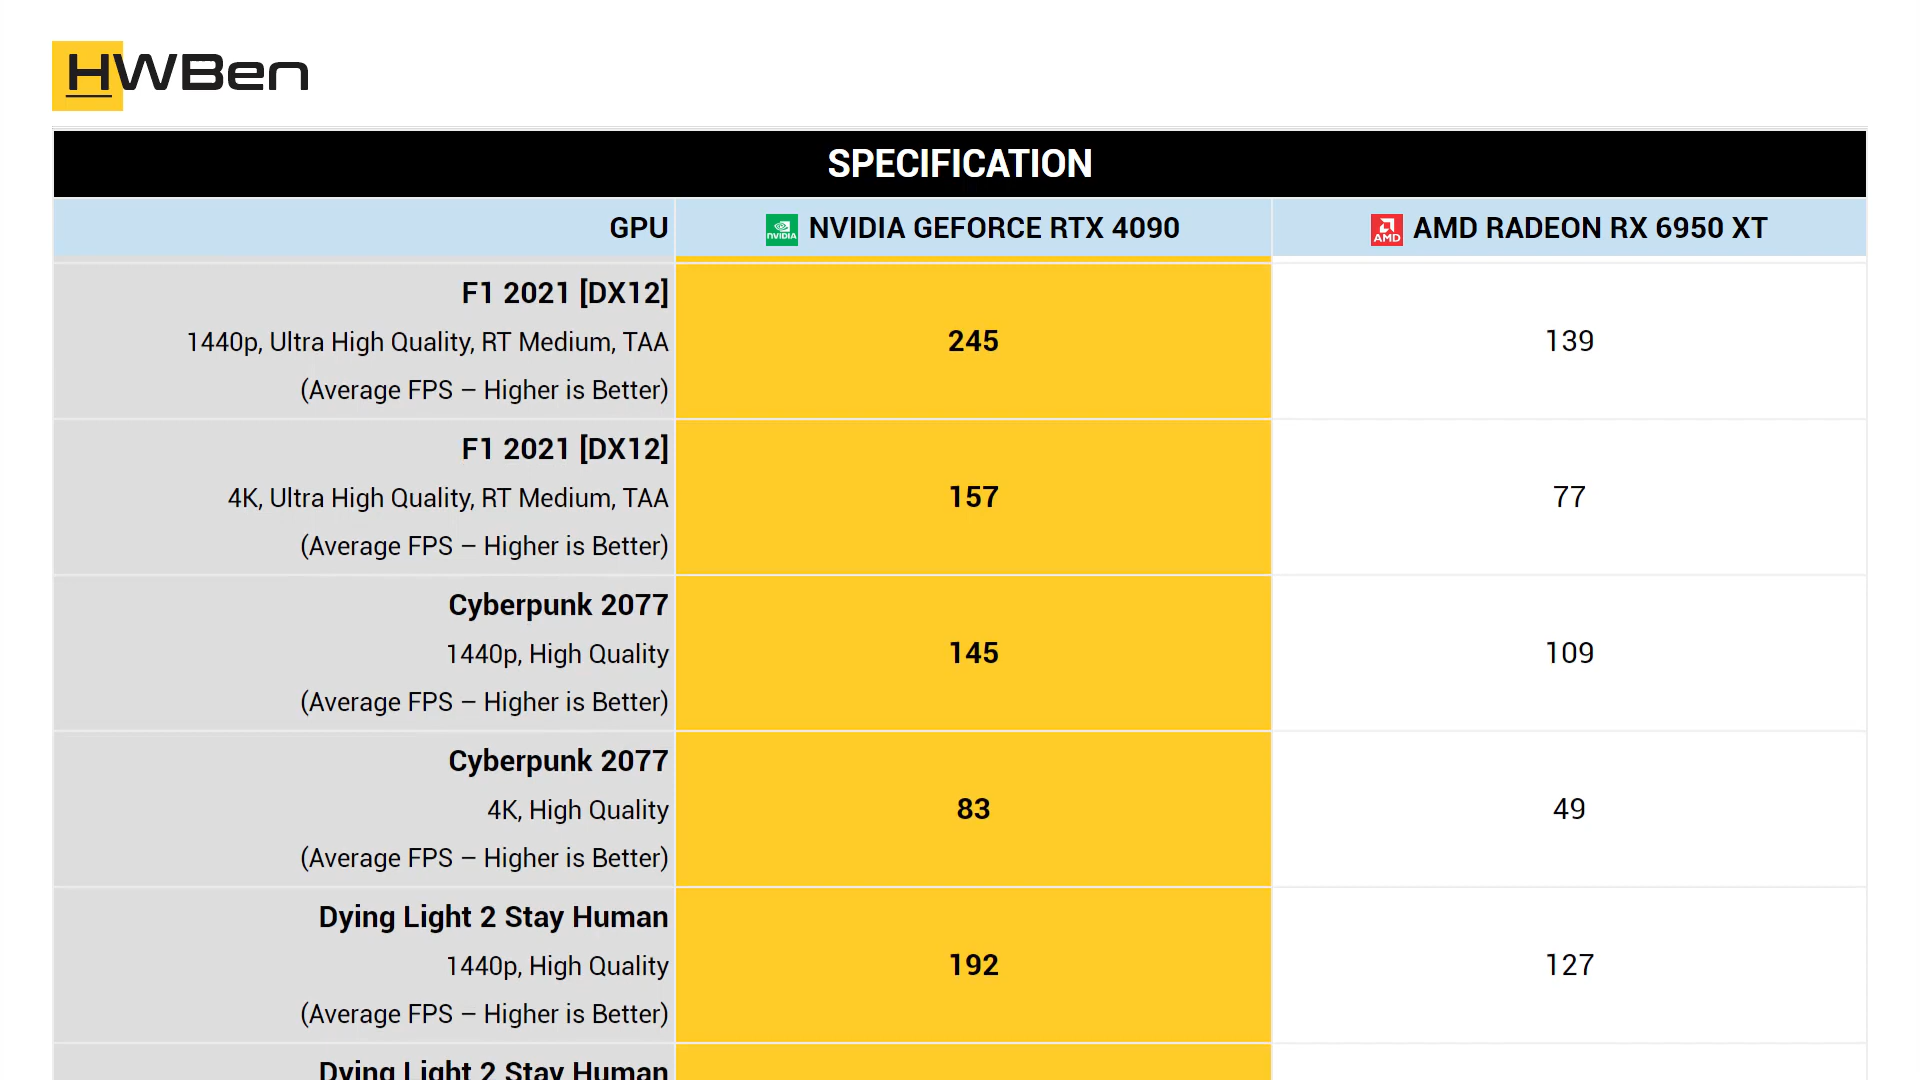 HWBen
SPECIFICATION
GPU NVIDIA NVIDIA GEFORCE RTX 4090 AMD AMD RADEON RX 6950 XT
F1 2021 [DX12]
1440p, Ultra High Quality, RT Medium, TAA
(Average FPS – Higher is Better)
245 139
F1 2021 [DX12]
4K, Ultra High Quality, RT Medium, TAA
(Average FPS – Higher is Better)
157 77
Cyberpunk 2077
1440p, High Quality
(Average FPS – Higher is Better)
145 109
Cyberpunk 2077
4K, High Quality
(Average FPS – Higher is Better)
83 49
Dying Light 2 Stay Human
1440p, High Quality
(Average FPS – Higher is Better)
192 127
Dying Light 2 Stay Human